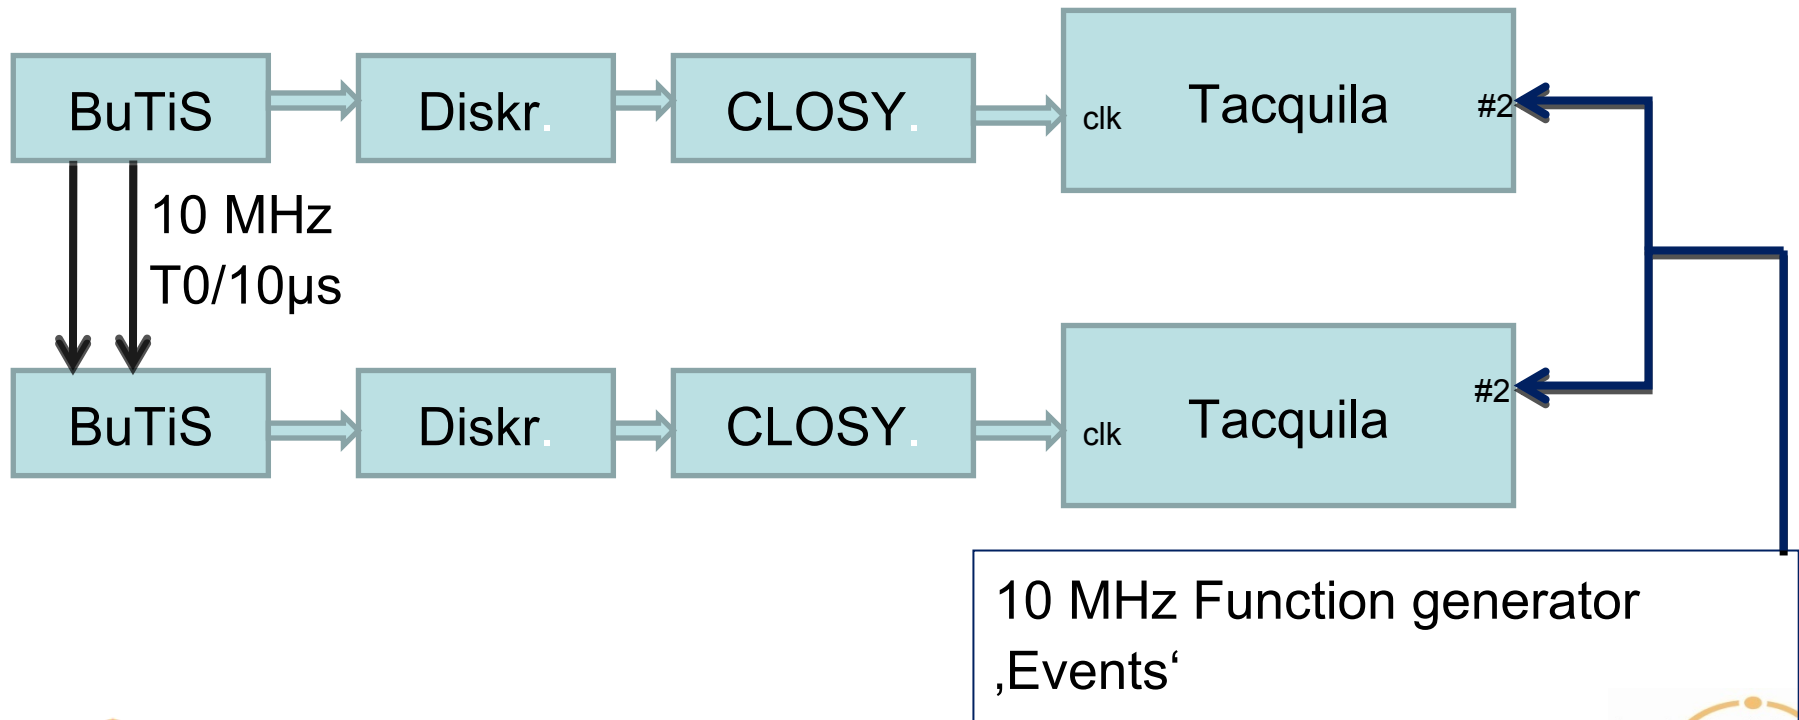 BuTiS
Diskr.
CLOSY.
clk
Tacquila
#2
10 MHz
T0/10µs
BuTiS
Diskr.
CLOSY.
clk
Tacquila
#2
10 MHz Function generator
‚Events‘